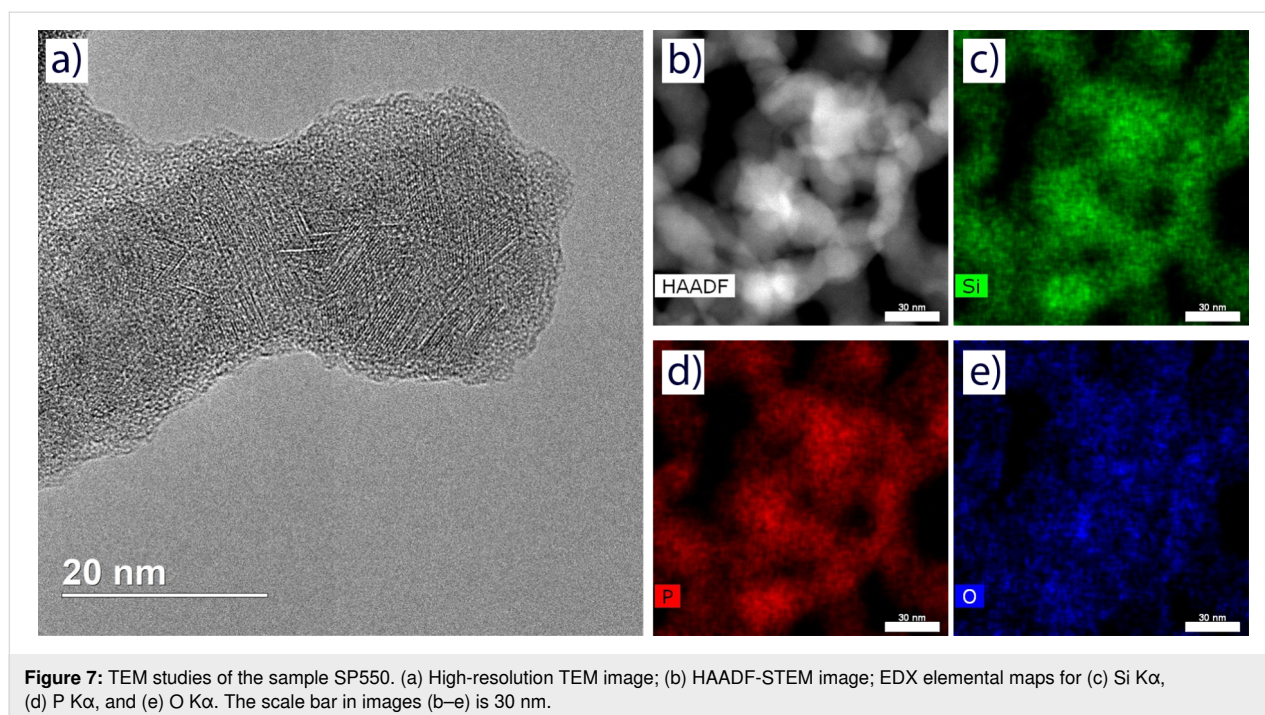 a)
20 nm
b)
HAADF
30 nm
c)
Si
30 nm
d)
P
30 nm
e)
O
30 nm
Figure 7: TEM studies of the sample SP550. (a) High-resolution TEM image; (b) HAADF-STEM image; EDX elemental maps for (c) Si Kα,
(d) P Kα, and (e) O Kα. The scale bar in images (b–e) is 30 nm.